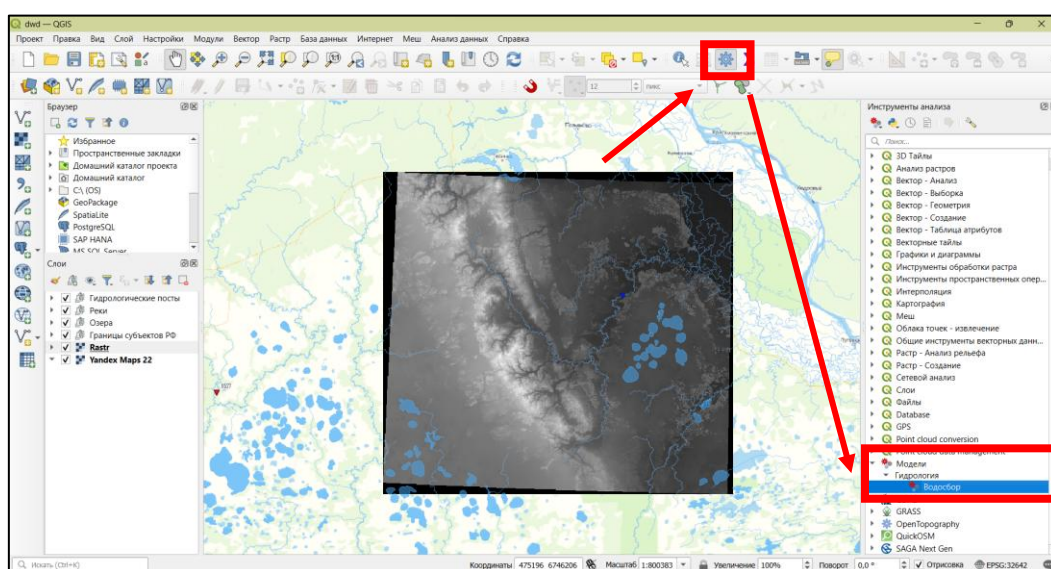 dwd — QGIS
Проект Правка Вид Слой Настройки Модули Вектор Растр База данных Интернет Меш Анализ данных Справка
12 пикс
Браузер
Избранное
Пространственные закладки
Домашний каталог проекта
Домашний каталог
C:\ (OS)
GeoPackage
SpatiaLite
PostgreSQL
SAP HANA
MS SQL Server
Слои
Гидрологические посты
Реки
Озера
Границы субъектов РФ
Rastr
Yandex Maps 22
Инструменты анализа
Поиск...
3D Тайлы
Анализ растров
Вектор - Анализ
Вектор - Выборка
Вектор - Геометрия
Вектор - Создание
Вектор - Таблица атрибутов
Векторные тайлы
Графики и диаграммы
Инструменты обработки растра
Инструменты пространственных опер...
Интерполяция
Картография
Меш
Облака точек - извлечение
Общие инструменты векторных данн...
Растр - Анализ рельефа
Растр - Создание
Сетевой анализ
Слои
Файлы
Database
GPS
Point cloud conversion
Point cloud data management
Модели
Гидрология
Водосбор
GRASS
OpenTopography
QuickOSM
SAGA Next Gen
Искать (Ctrl+K) Координаты 475196 6746206 Масштаб 1:800383 Увеличение 100% Поворот 0,0 ° Отрисовка EPSG:32642